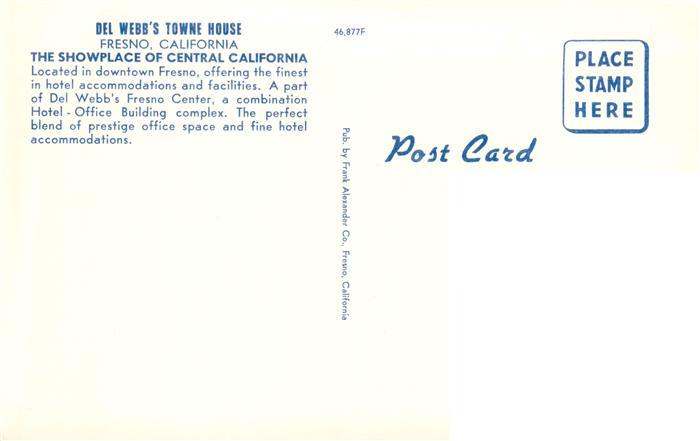 DEL WEBB'S TOWNE HOUSE
FRESNO, CALIFORNIA
THE SHOWPLACE OF CENTRAL CALIFORNIA
Located in downtown Fresno, offering the finest
in hotel accommodations and facilities. A part
of Del Webb's Fresno Center, a combination
Hotel - Office Building complex. The perfect
blend of prestige office space and fine hotel
accommodations.
46,877F
Pub. by Frank Alexander Co., Fresno, California
Post Card
PLACE
STAMP
HERE